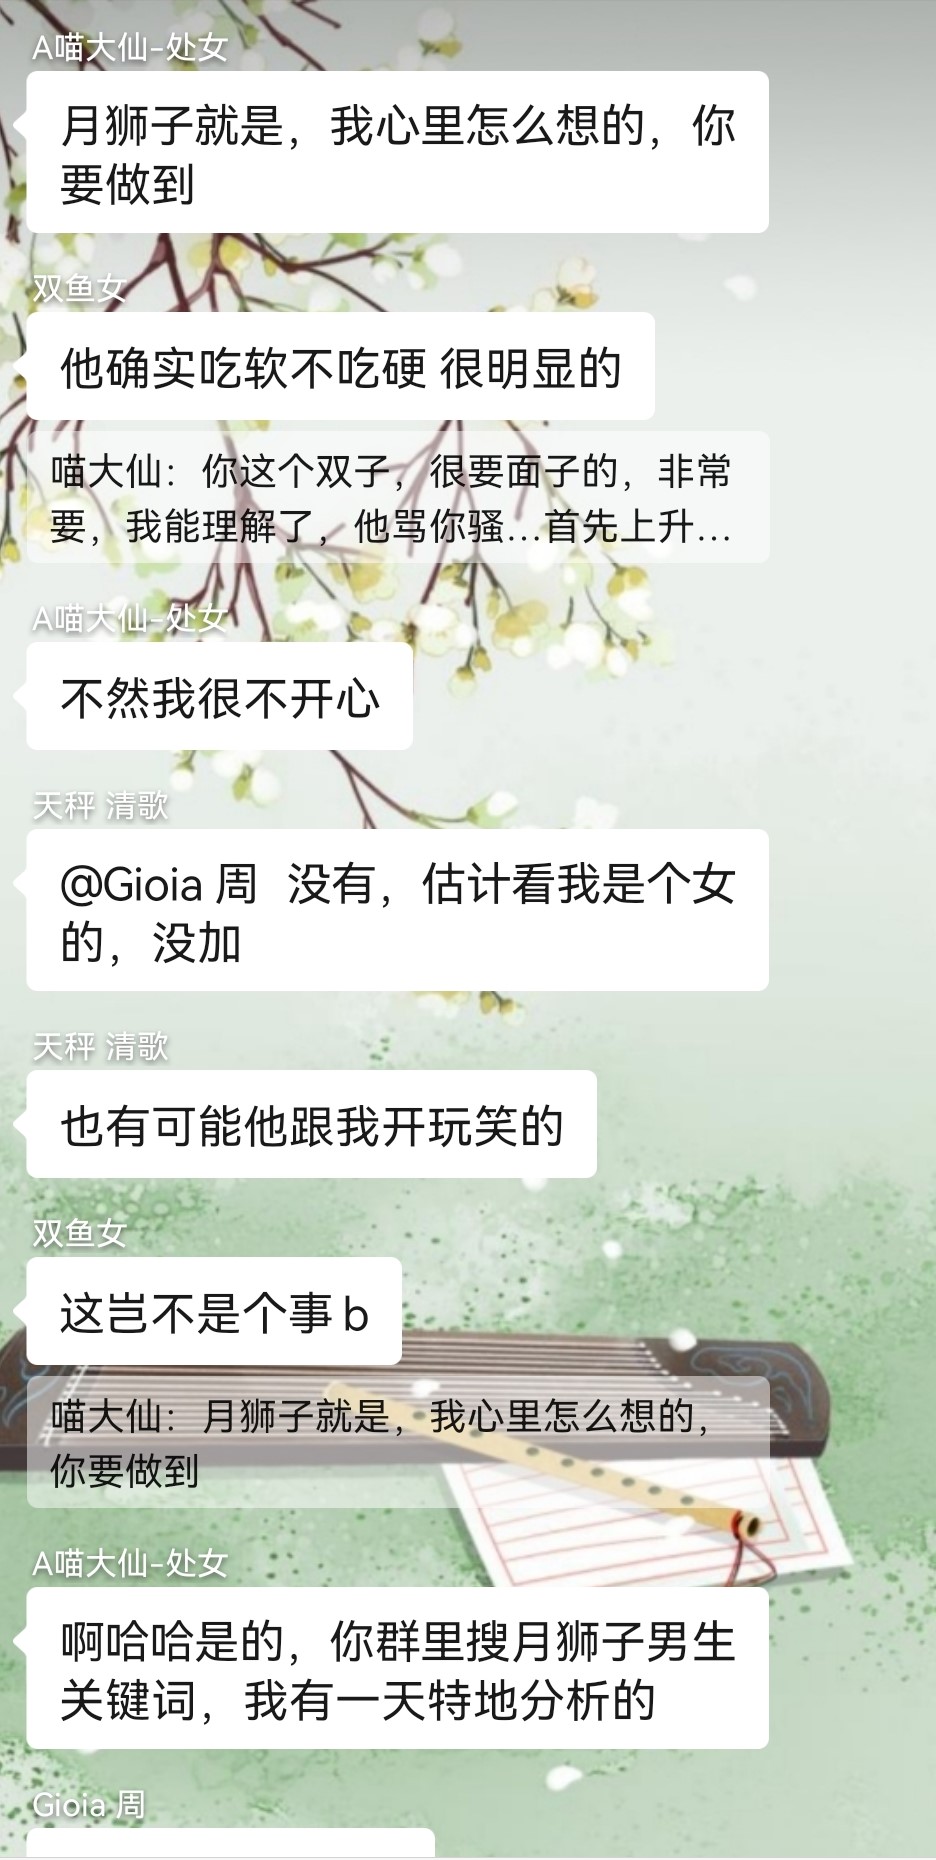 A喵大仙-处女
月狮子就是，我心里怎么想的，你
要做到
双鱼女
他确实吃软不吃硬 很明显的
喵大仙：你这个双子，很要面子的，非常
要，我能理解了，他骂你骚...首先上升...
A喵大仙-处女
不然我很不开心
天秤 清歌
@Gioia 周 没有，估计看我是个女
的，没加
天秤 清歌
也有可能他跟我开玩笑的
双鱼女
这岂不是个事 b
喵大仙：月狮子就是，我心里怎么想的，
你要做到
A喵大仙-处女
啊哈哈是的，你群里搜月狮子男生
关键词，我有一天特地分析的
Gioia 周